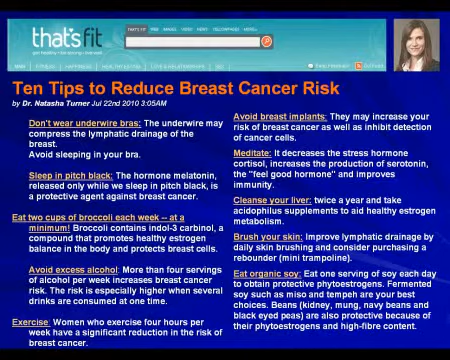 that'sfit
THAT'S FIT WEB IMAGES VIDEO NEWS
MAIN
HAPPINESS
Ten Tips to Reduce Breast Cancer Risk
by Dr. Natasha Turner Jul 22nd 2010 3:05AM
Don't wear underwire bras: The underwire may
compress the lymphatic drainage of the
breast.
Avoid sleeping in your bra.
Sleep in pitch black: The hormone melatonin,
released only while we sleep in pitch black, is
a protective agent against breast cancer.
Eat two cups of broccoli each week -- at a
minimum! Broccoli contains indol-3 carbinol, a
compound that promotes healthy estrogen
balance in the body and protects breast cells.
Avoid excess alcohol: More than four servings
of alcohol per week increases breast cancer
risk. The risk is especially higher when several
drinks are consumed at one time.
Exercise: Women who exercise four hours per
week have a significant reduction in the risk of
breast cancer.
Avoid breast implants: They may increase your
risk of breast cancer as well as inhibit detection
of cancer cells.
Meditate: It decreases the stress hormone
cortisol, increases the production of serotonin,
the "feel good hormone" and improves
immunity.
Cleanse your liver: twice a year and take
acidophilus supplements to aid healthy estrogen
metabolism.
Brush your skin: Improve lymphatic drainage by
daily skin brushing and consider purchasing a
rebounder (mini trampoline).
Eat organic soy: Eat one serving of soy each day
to obtain protective phytoestrogens. Fermented
soy such as miso and tempeh are your best
choices. Beans (kidney, mung, navy beans and
black eyed peas) are also protective because of
their phytoestrogens and high-fibre content.